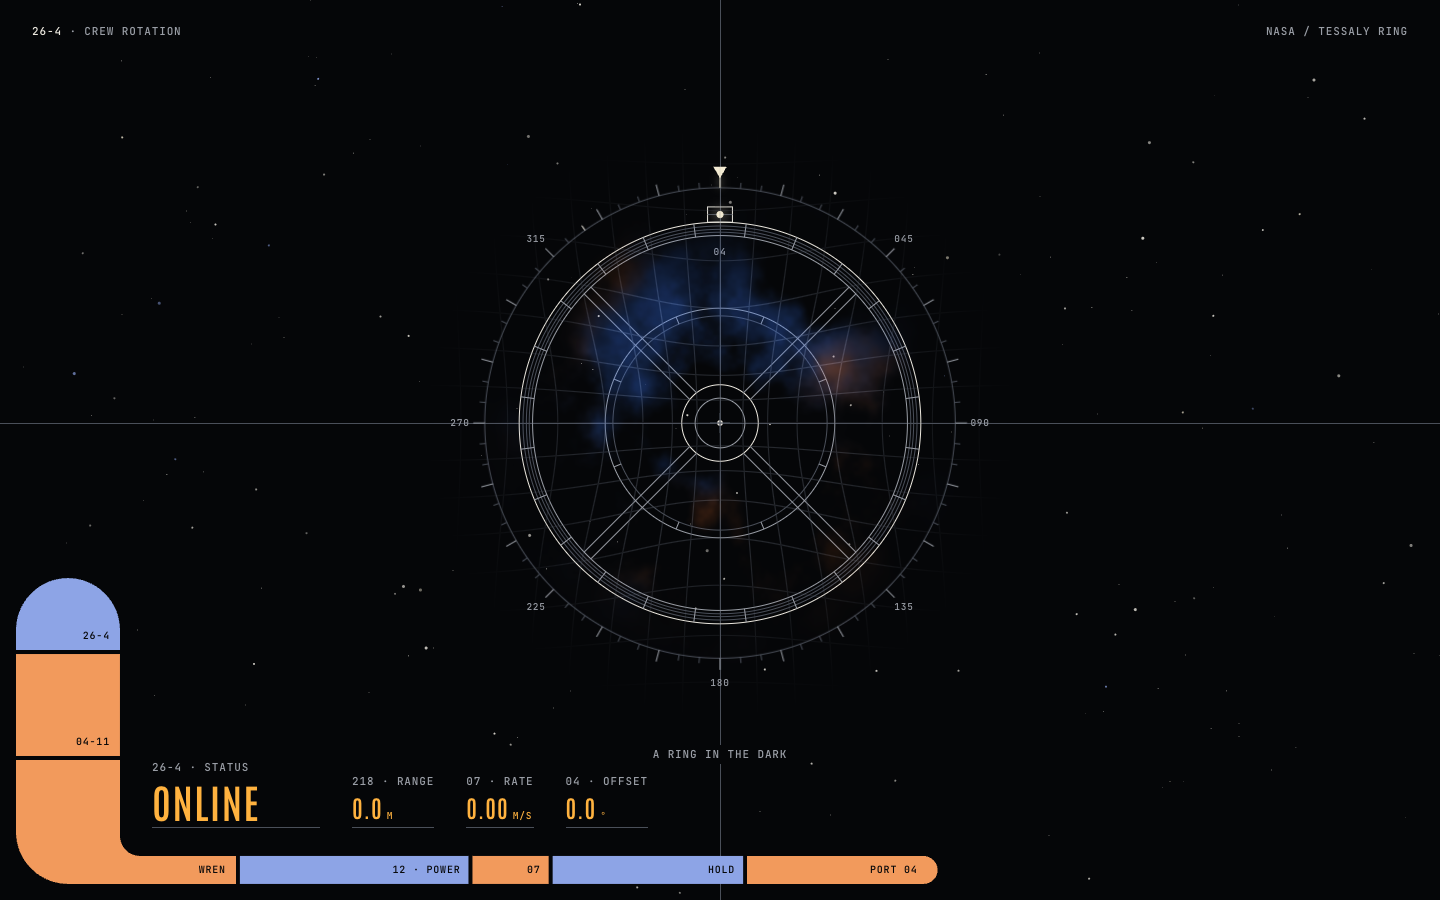 26-4 · CREW ROTATION
NASA / TESSALY RING
315
045
04
270
090
225
135
180
26-4
04-11
A RING IN THE DARK
26-4 · STATUS
ONLINE
218 · RANGE
0.0 M
07 · RATE
0.00 M/S
04 · OFFSET
0.0 °
WREN
12 · POWER
07
HOLD
PORT 04